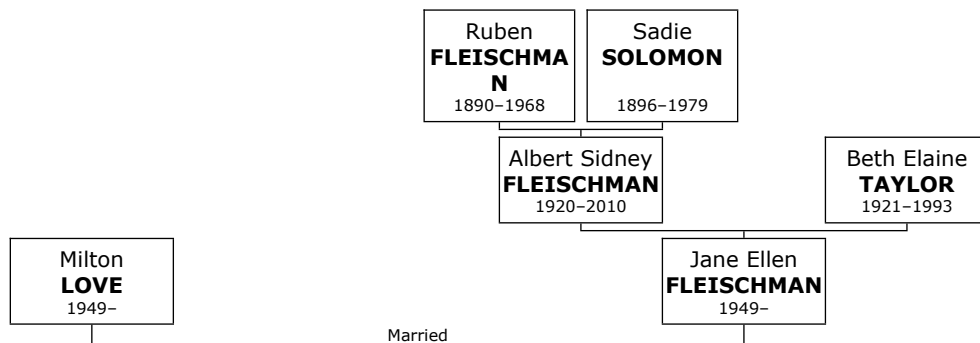 Ruben
FLEISCHMA
N
1890–1968
Sadie
SOLOMON
1896–1979
Albert Sidney
FLEISCHMAN
1920–2010
Beth Elaine
TAYLOR
1921–1993
Milton
LOVE
1949–
Jane Ellen
FLEISCHMAN
1949–
Married